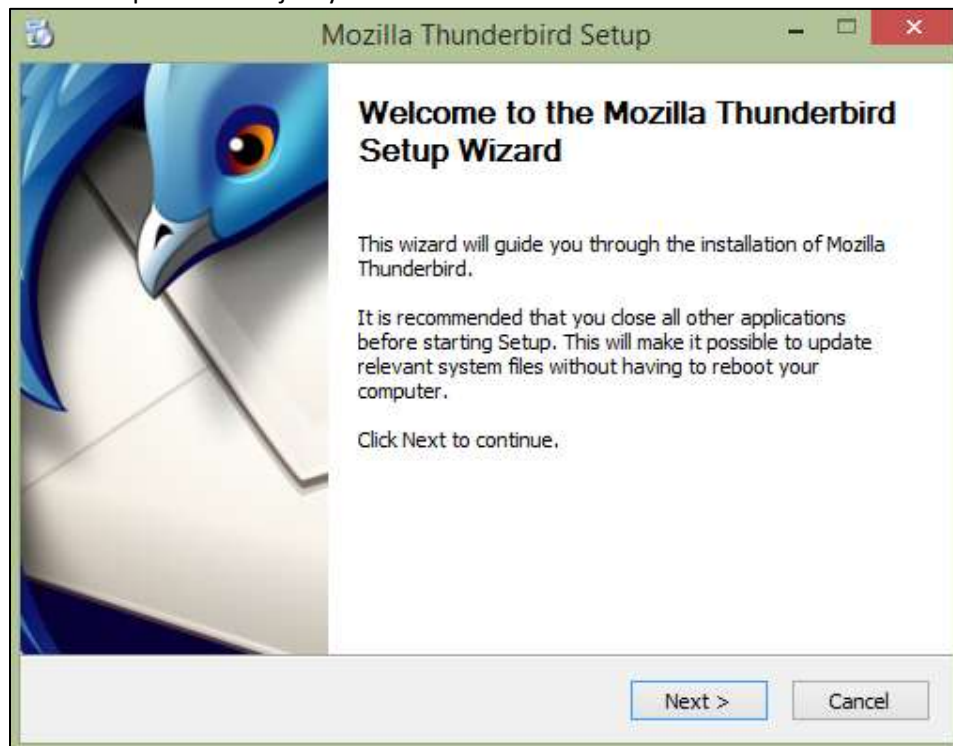 Mozilla Thunderbird Setup
Welcome to the Mozilla Thunderbird
Setup Wizard
This wizard will guide you through the installation of Mozilla
Thunderbird.
It is recommended that you close all other applications
before starting Setup. This will make it possible to update
relevant system files without having to reboot your
computer.
Click Next to continue.
Next >
Cancel